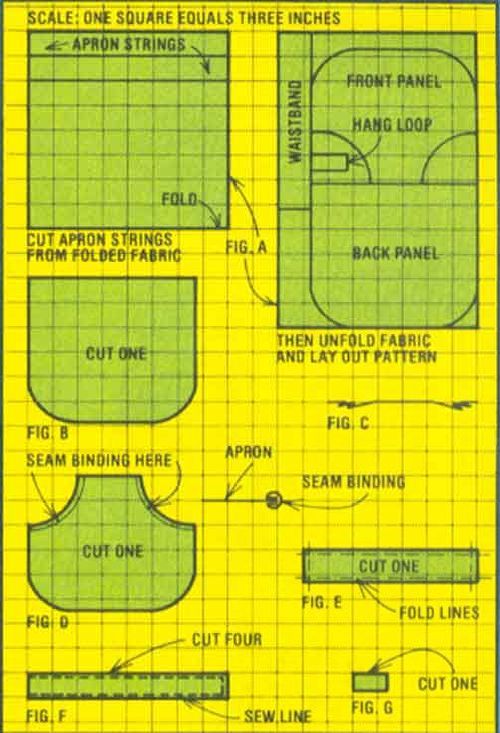 SCALE: ONE SQUARE EQUALS THREE INCHES
APRON STRINGS
FOLD
CUT APRON STRINGS
FROM FOLDED FABRIC
FIG. A
WAISTBAND
FRONT PANEL
HANG LOOP
BACK PANEL
THEN UNFOLD FABRIC
AND LAY OUT PATTERN
CUT ONE
FIG. B
FIG. C
SEAM BINDING HERE
CUT ONE
FIG. D
APRON
SEAM BINDING
CUT ONE
FIG. E
FOLD LINES
CUT FOUR
FIG. F
SEW LINE
CUT ONE
FIG. G